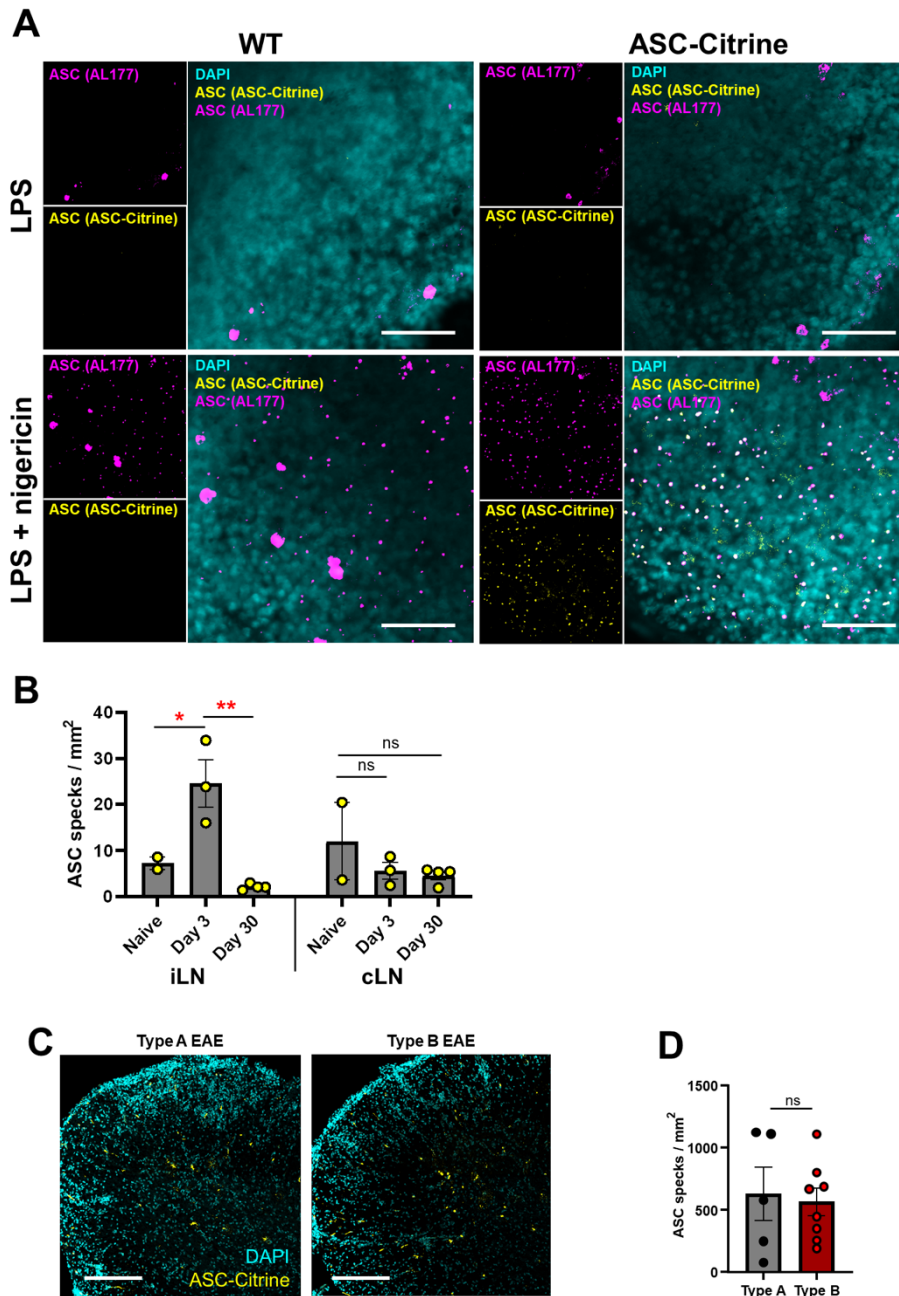 A
WT
ASC-Citrine
LPS
ASC (AL177)
ASC (ASC-Citrine)
DAPI
ASC (ASC-Citrine)
ASC (AL177)
ASC (AL177)
ASC (ASC-Citrine)
DAPI
ASC (ASC-Citrine)
ASC (AL177)
LPS + nigericin
ASC (AL177)
ASC (ASC-Citrine)
DAPI
ASC (ASC-Citrine)
ASC (AL177)
ASC (AL177)
ASC (ASC-Citrine)
DAPI
ASC (ASC-Citrine)
ASC (AL177)
B
ASC specks / mm²
40
30
20
10
0
* **
ns
ns
Naive Day 3 Day 30 Naive Day 3 Day 30
iLN cLN
C
Type A EAE Type B EAE
DAPI
ASC-Citrine
D
ASC specks / mm²
1500
1000
500
0
ns
Type A Type B